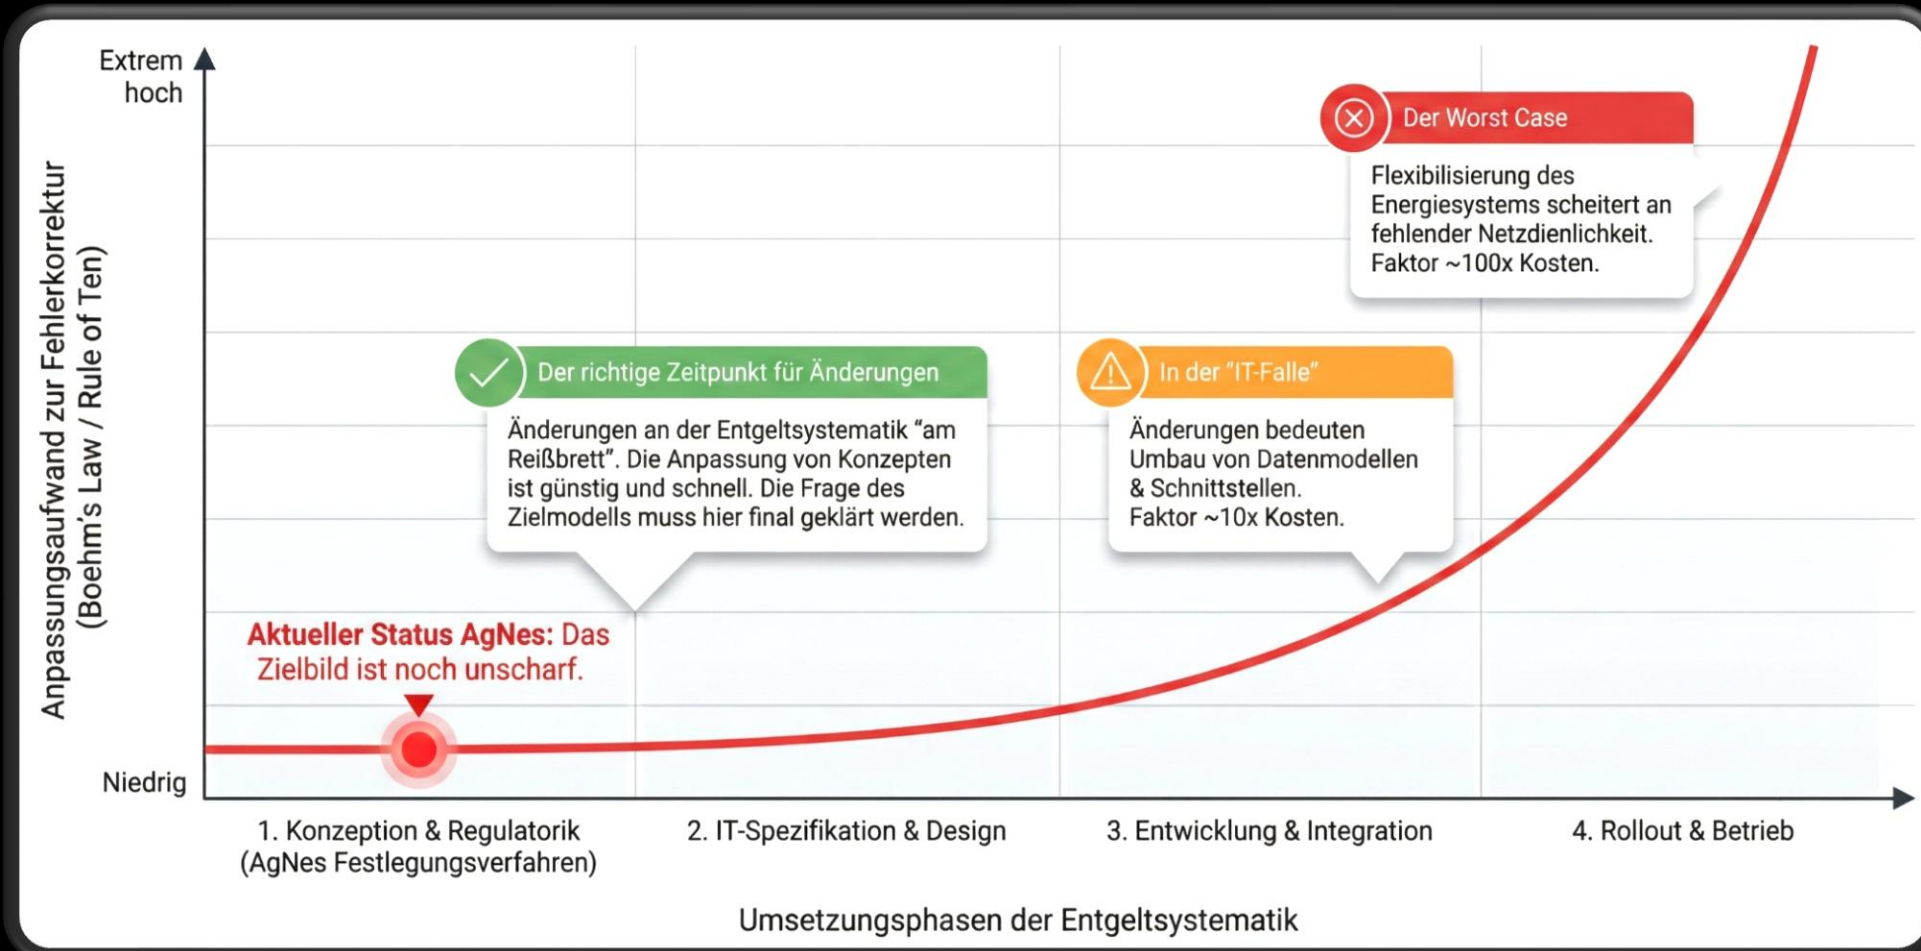 Extrem
hoch
Anpassungsaufwand zur Fehlerkorrektur
(Boehm's Law / Rule of Ten)
Niedrig
Der Worst Case
Flexibilisierung des
Energiesystems scheitert an
fehlender Netzdienlichkeit.
Faktor ~100x Kosten.
Der richtige Zeitpunkt für Änderungen
Änderungen an der Entgeltsystematik “am
Reißbrett”. Die Anpassung von Konzepten
ist günstig und schnell. Die Frage des
Zielmodells muss hier final geklärt werden.
In der "IT-Falle"
Änderungen bedeuten
Umbau von Datenmodellen
& Schnittstellen.
Faktor ~10x Kosten.
Aktueller Status AgNes: Das
Zielbild ist noch unscharf.
1. Konzeption & Regulatorik
(AgNes Festlegungsverfahren)
2. IT-Spezifikation & Design
3. Entwicklung & Integration
4. Rollout & Betrieb
Umsetzungsphasen der Entgeltsystematik